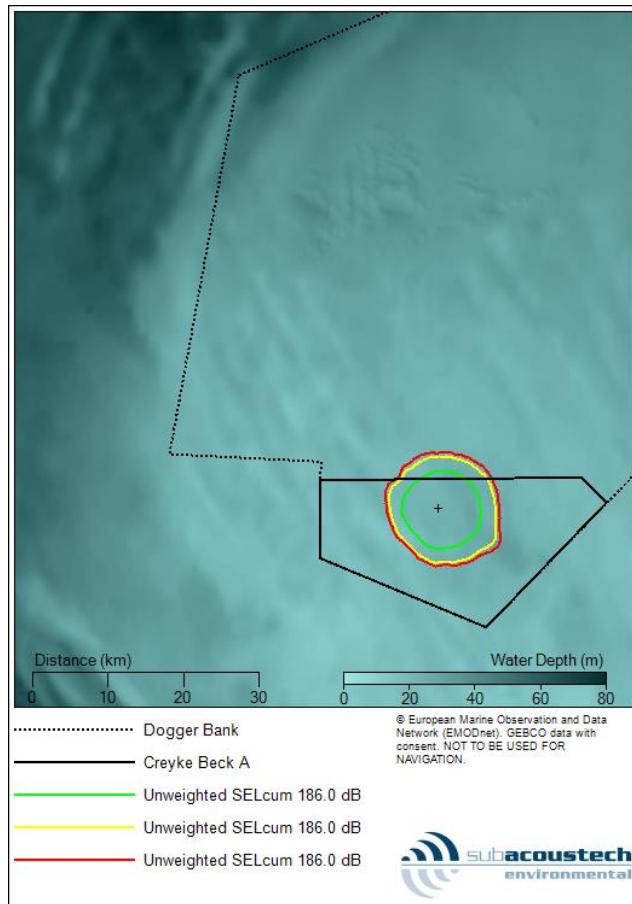 Distance (km)
0 10 20 30
Water Depth (m)
0 20 40 60 80
Dogger Bank
Creyke Beck A
Unweighted SELcum 186.0 dB
Unweighted SELcum 186.0 dB
Unweighted SELcum 186.0 dB
© European Marine Observation and Data
Network (EMODnet). GEBCO data with
consent. NOT TO BE USED FOR
NAVIGATION.
subacoustech
environmental